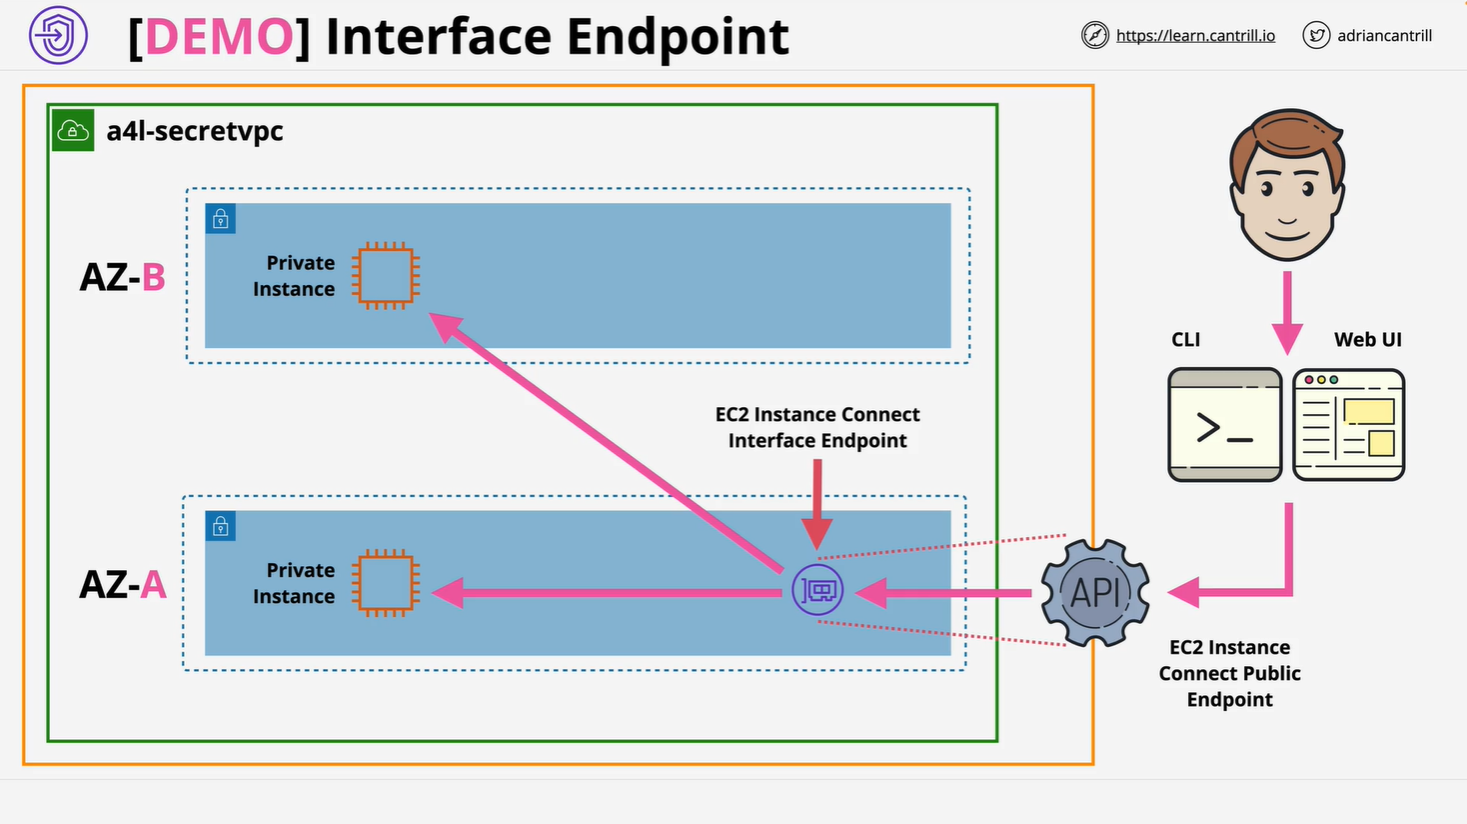 [DEMO] Interface Endpoint
https://learn.cantrill.io
adriancantrill
a4l-secretvpc
AZ-B
Private
Instance
CLI
Web UI
>_
EC2 Instance Connect
Interface Endpoint
AZ-A
Private
Instance
API
EC2 Instance
Connect Public
Endpoint